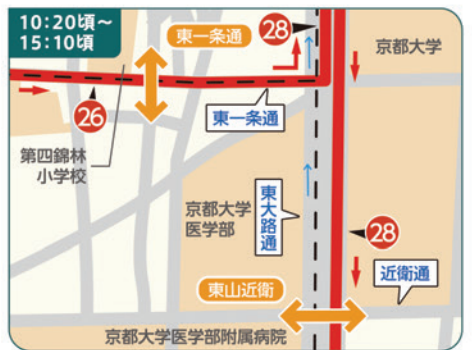 10:20頃～
15:10頃
東一条通
28
京都大学
26
東一条通
第四錦林
小学校
京都大学
医学部
東大路通
28
近衛通
東山近衛
京都大学医学部附属病院